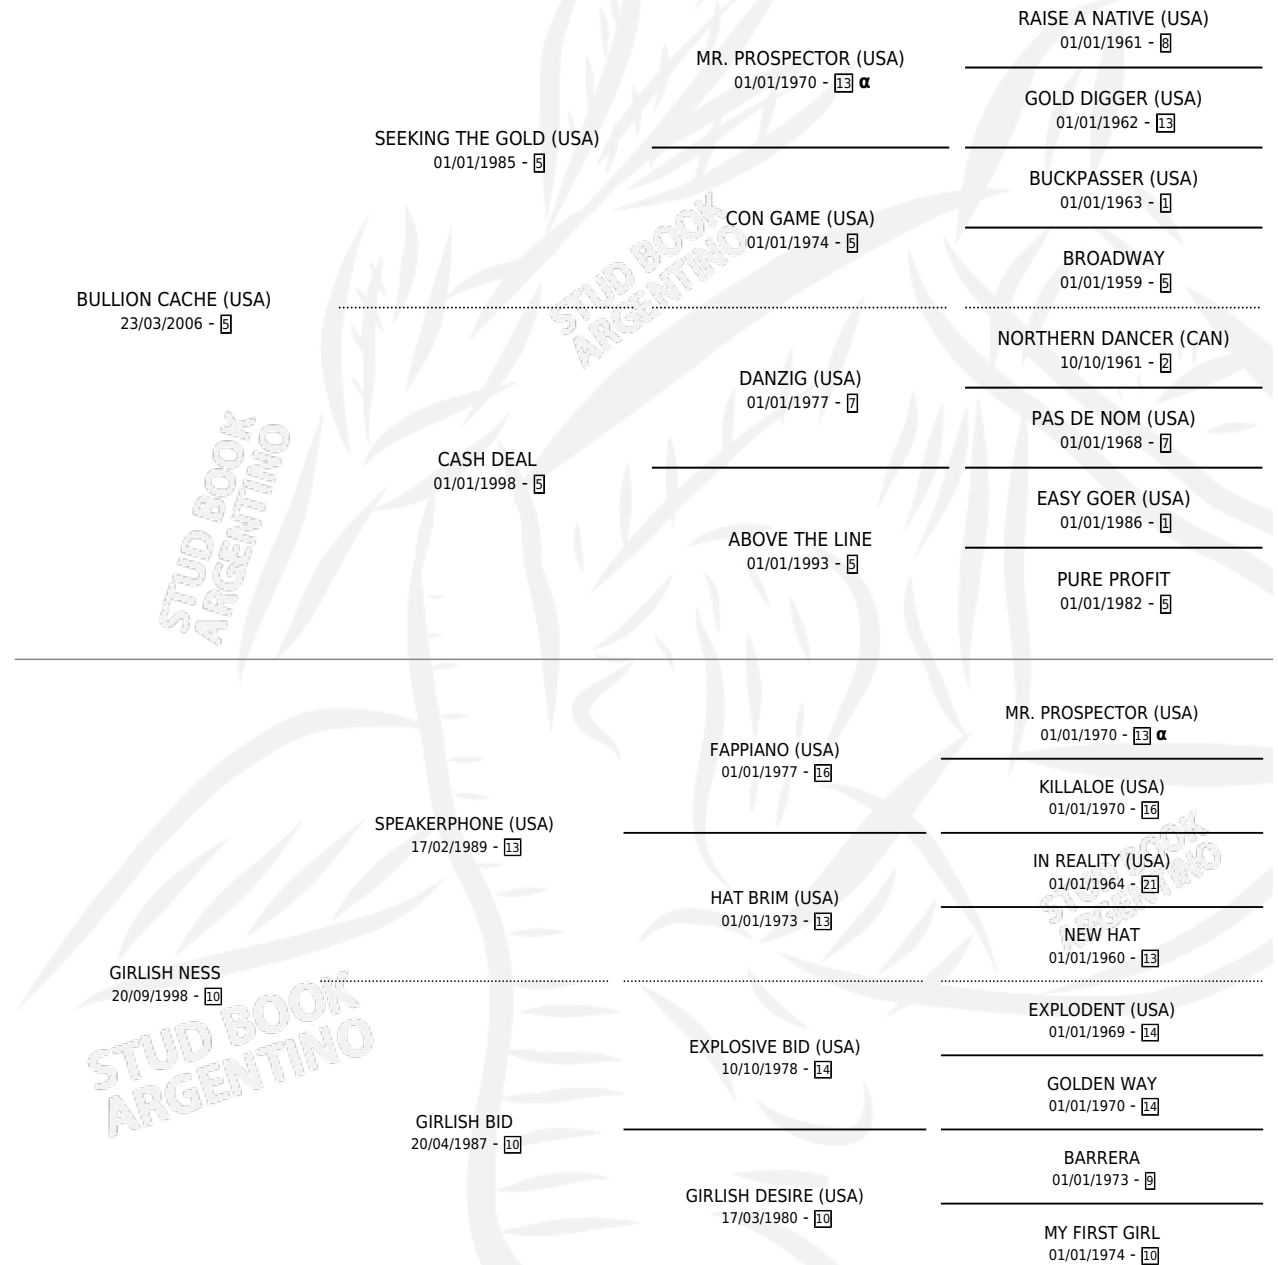 RAISE A NATIVE (USA)
01/01/1961 - 8
MR. PROSPECTOR (USA)
01/01/1970 - 13 α
GOLD DIGGER (USA)
01/01/1962 - 13
SEEKING THE GOLD (USA)
01/01/1985 - 5
BUCKPASSER (USA)
01/01/1963 - 1
CON GAME (USA)
01/01/1974 - 5
BROADWAY
01/01/1959 - 5
BULLION CACHE (USA)
23/03/2006 - 5
NORTHERN DANCER (CAN)
10/10/1961 - 2
DANZIG (USA)
01/01/1977 - 7
PAS DE NOM (USA)
01/01/1968 - 7
CASH DEAL
01/01/1998 - 5
EASY GOER (USA)
01/01/1986 - 1
ABOVE THE LINE
01/01/1993 - 5
PURE PROFIT
01/01/1982 - 5
MR. PROSPECTOR (USA)
01/01/1970 - 13 α
FAPPIANO (USA)
01/01/1977 - 16
KILLALOE (USA)
01/01/1970 - 16
SPEAKERPHONE (USA)
17/02/1989 - 13
IN REALITY (USA)
01/01/1964 - 21
HAT BRIM (USA)
01/01/1973 - 13
NEW HAT
01/01/1960 - 13
GIRLISH NESS
20/09/1998 - 10
EXPLODENT (USA)
01/01/1969 - 14
EXPLOSIVE BID (USA)
10/10/1978 - 14
GOLDEN WAY
01/01/1970 - 14
GIRLISH BID
20/04/1987 - 10
BARRERA
01/01/1973 - 9
GIRLISH DESIRE (USA)
17/03/1980 - 10
MY FIRST GIRL
01/01/1974 - 10
STUD BOOK
ARGENTINO
STUD BOOK
ARGENTINO
STUD BOOK
ARGENTINO
STUD BOOK
ARGENTINO